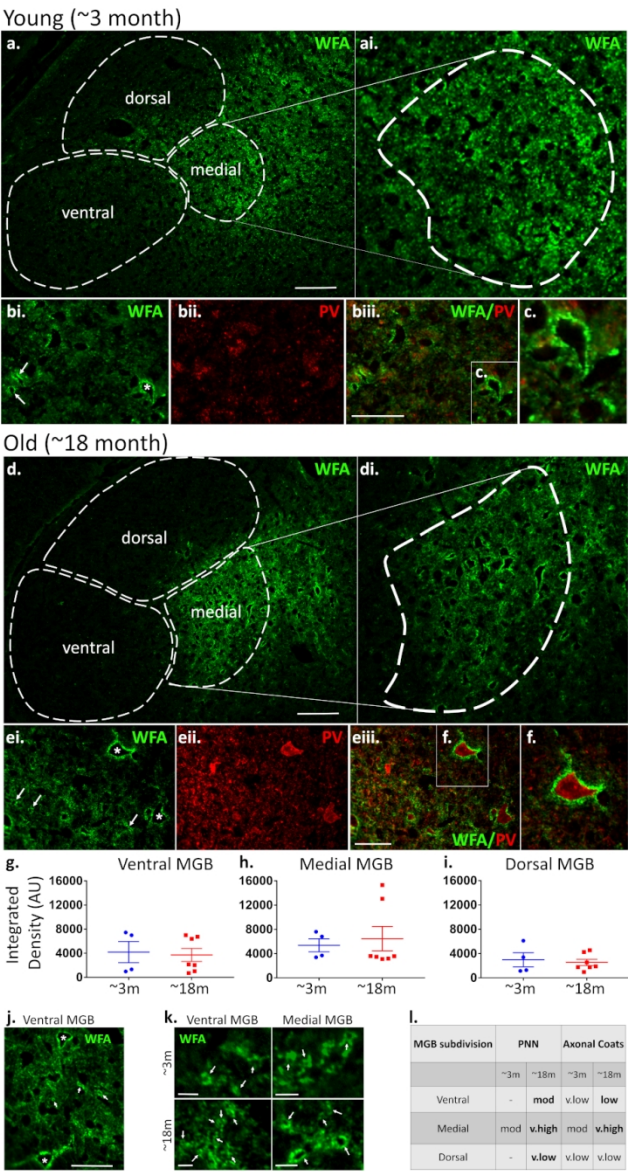 Young (~3 month)
a. WFA ai. WFA
dorsal
medial
ventral
bi. WFA bii. PV biii. WFA/PV c.
*
c.
Old (~18 month)
d. WFA di. WFA
dorsal
medial
ventral
ei. WFA eii. PV eiii. f. f.
*
*
WFA/PV
g. Ventral MGB h. Medial MGB i. Dorsal MGB
Integrated
Density (AU)
16000 16000 16000
12000 12000 12000
8000 8000 8000
4000 4000 4000
0 0 0
~3m ~18m ~3m ~18m ~3m ~18m
j. Ventral MGB k. Ventral MGB Medial MGB l.
* WFA WFA
~3m
~18m
*
MGB subdivision PNN Axonal Coats
~3m ~18m ~3m ~18m
Ventral - mod v.low low
Medial mod v.high mod v.high
Dorsal - v.low v.low v.low